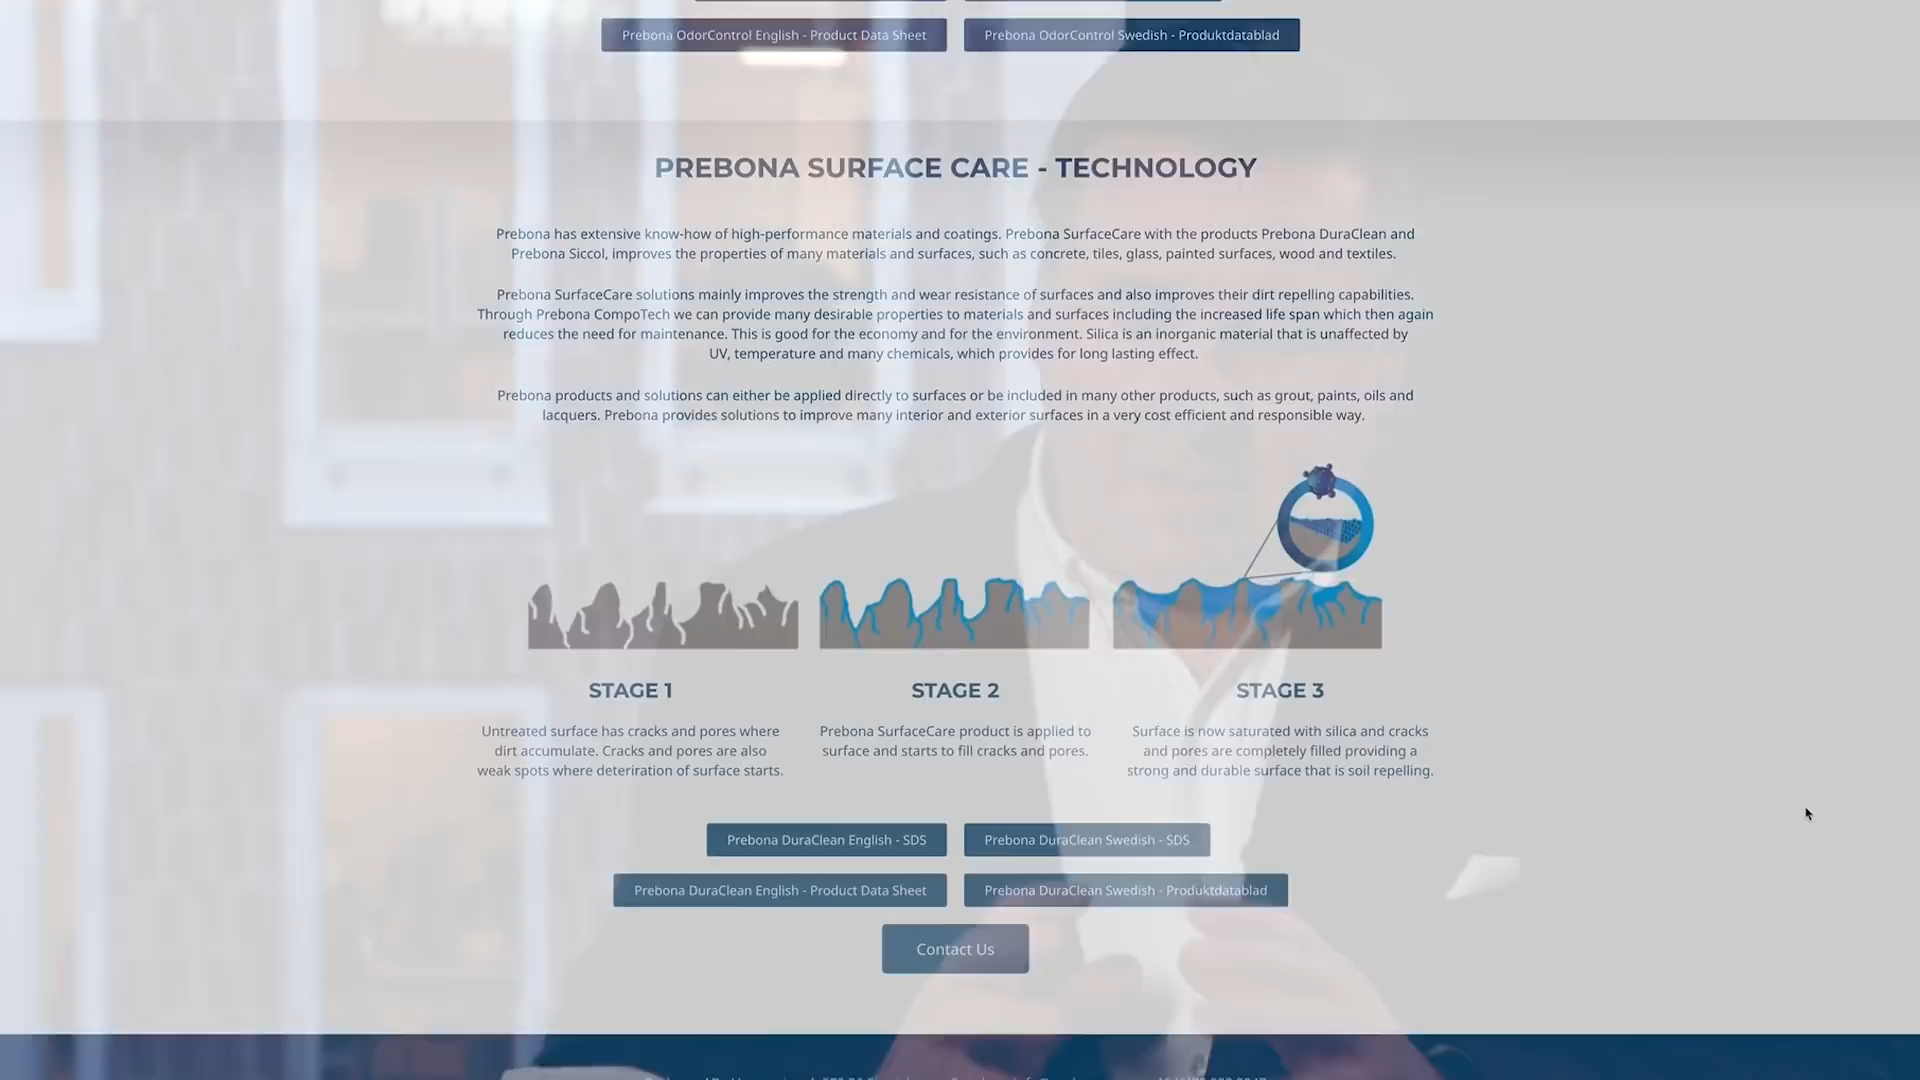 Prebona OdorControl English - Product Data Sheet
Prebona OdorControl Swedish - Produktdatablad
PREBONA SURFACE CARE - TECHNOLOGY
Prebona has extensive know-how of high-performance materials and coatings. Prebona SurfaceCare with the products Prebona DuraClean and
Prebona Siccol, improves the properties of many materials and surfaces, such as concrete, tiles, glass, painted surfaces, wood and textiles.
Prebona SurfaceCare solutions mainly improves the strength and wear resistance of surfaces and also improves their dirt repelling capabilities.
Through Prebona CompoTech we can provide many desirable properties to materials and surfaces including the increased life span which then again
reduces the need for maintenance. This is good for the economy and for the environment. Silica is an inorganic material that is unaffected by
UV, temperature and many chemicals, which provides for long lasting effect.
Prebona products and solutions can either be applied directly to surfaces or be included in many other products, such as grout, paints, oils and
lacquers. Prebona provides solutions to improve many interior and exterior surfaces in a very cost efficient and responsible way.
STAGE 1
Untreated surface has cracks and pores where
dirt accumulate. Cracks and pores are also
weak spots where deteriration of surface starts.
STAGE 2
Prebona SurfaceCare product is applied to
surface and starts to fill cracks and pores.
STAGE 3
Surface is now saturated with silica and cracks
and pores are completely filled providing a
strong and durable surface that is soil repelling.
Prebona DuraClean English - SDS
Prebona DuraClean Swedish - SDS
Prebona DuraClean English - Product Data Sheet
Prebona DuraClean Swedish - Produktdatablad
Contact Us